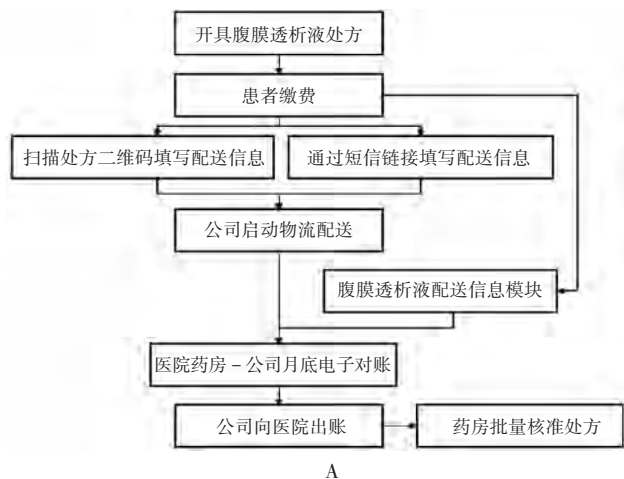 开具腹膜透析液处方
患者缴费
扫描处方二维码填写配送信息
通过短信链接填写配送信息
公司启动物流配送
腹膜透析液配送信息模块
医院药房－公司月底电子对账
公司向医院出账
药房批量核准处方
A